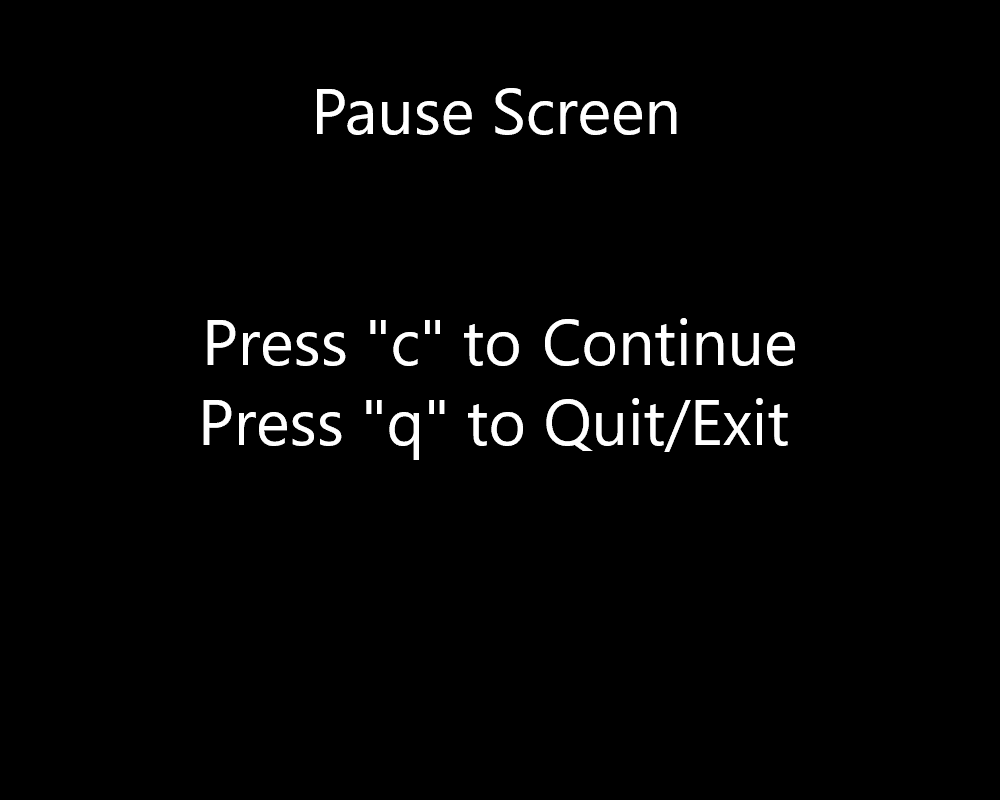 Pause Screen
Press "c" to Continue
Press "q" to Quit/Exit